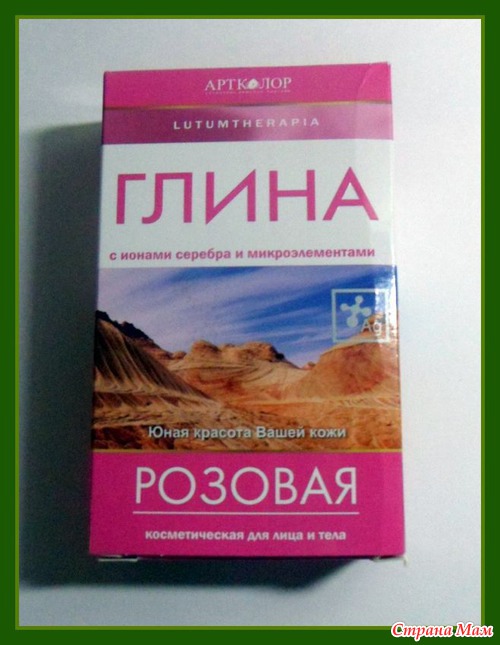 АРТКОЛОР
LUTUMTHERAPIA
ГЛИНА
с ионами серебра и микроэлементами
Ag
Юная красота Вашей кожи
РОЗОВАЯ
косметическая для лица и тела
Страна Мам